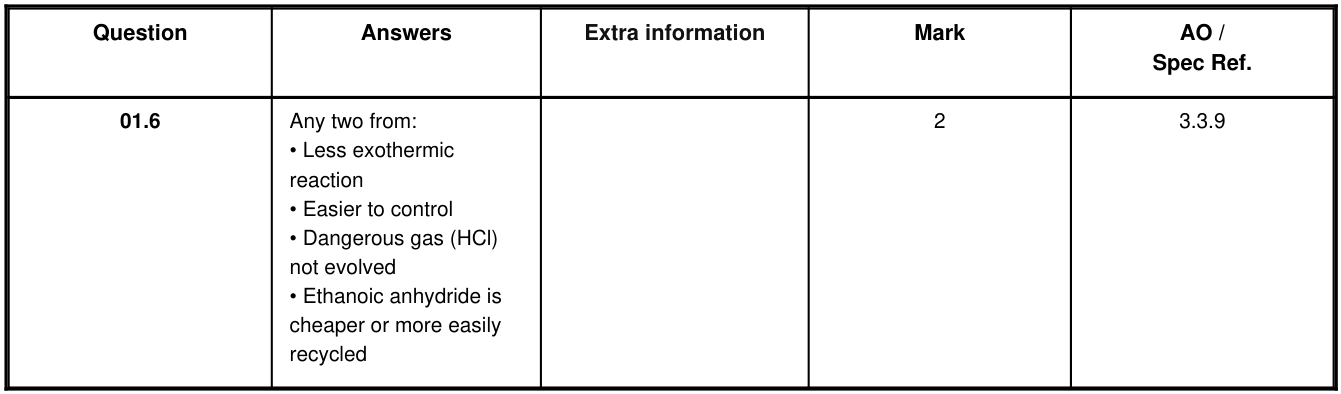 Question Answers Extra information Mark AO /
Spec Ref.
01.6 Any two from: 2 3.3.9
• Less exothermic
reaction
• Easier to control
• Dangerous gas (HCl)
not evolved
• Ethanoic anhydride is
cheaper or more easily
recycled